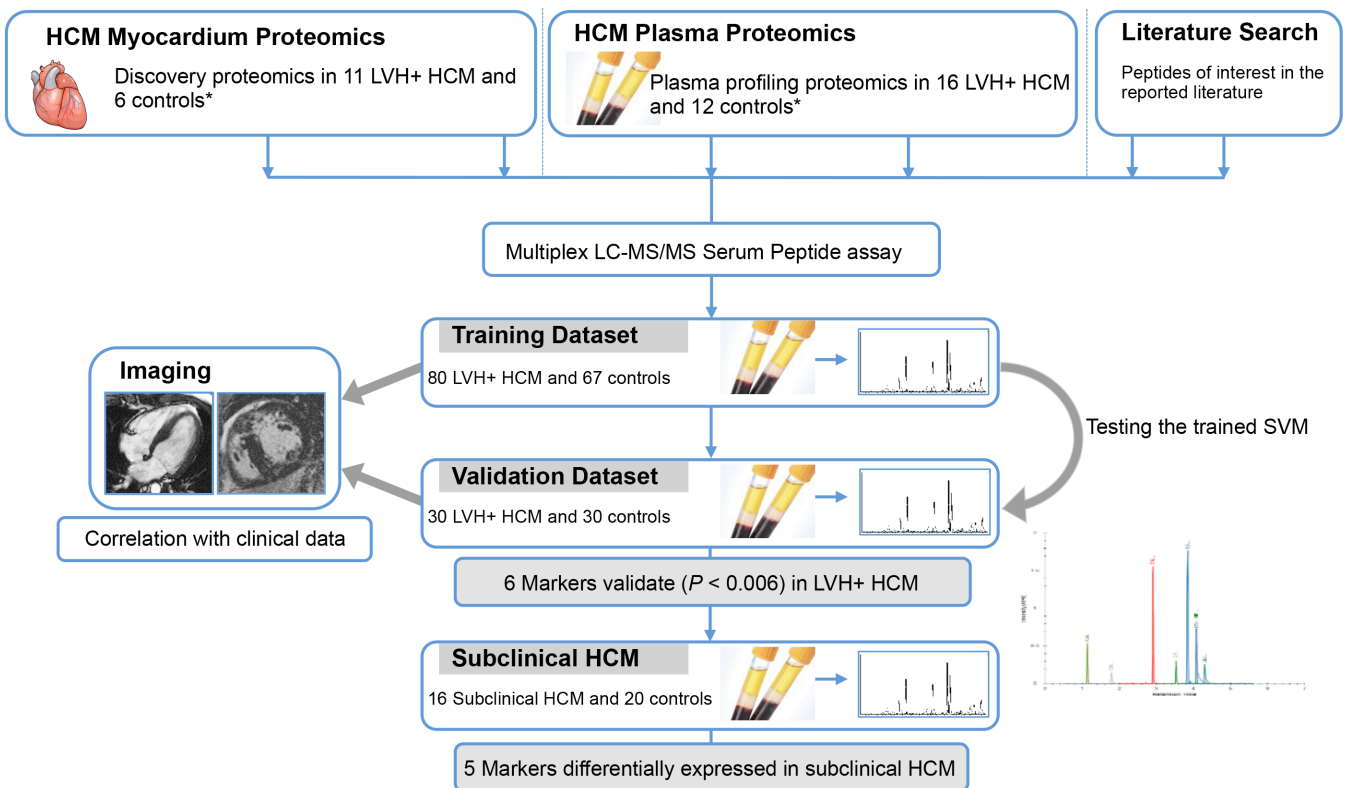 HCM Myocardium Proteomics
Discovery proteomics in 11 LVH+ HCM and
6 controls*
HCM Plasma Proteomics
Plasma profiling proteomics in 16 LVH+ HCM
and 12 controls*
Literature Search
Peptides of interest in the
reported literature
Multiplex LC-MS/MS Serum Peptide assay
Training Dataset
80 LVH+ HCM and 67 controls
Imaging
Testing the trained SVM
Validation Dataset
30 LVH+ HCM and 30 controls
Correlation with clinical data
6 Markers validate (P < 0.006) in LVH+ HCM
Subclinical HCM
16 Subclinical HCM and 20 controls
5 Markers differentially expressed in subclinical HCM